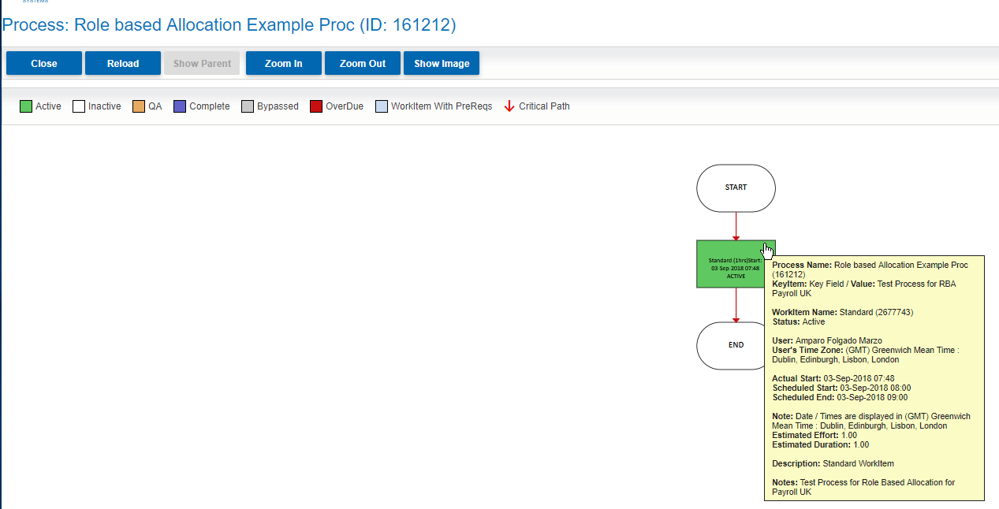 SYSTEMS
Process: Role based Allocation Example Proc (ID: 161212)
Close Reload Show Parent Zoom In Zoom Out Show Image
Active Inactive QA Complete Bypassed OverDue WorkItem With PreReqs Critical Path
START
Standard (1hrs)Start:
03 Sep 2018 07:48
ACTIVE
END
Process Name: Role based Allocation Example Proc
(161212)
KeyItem: Key Field / Value: Test Process for RBA
Payroll UK
WorkItem Name: Standard (2677743)
Status: Active
User: Amparo Folgado Marzo
User's Time Zone: (GMT) Greenwich Mean Time :
Dublin, Edinburgh, Lisbon, London
Actual Start: 03-Sep-2018 07:48
Scheduled Start: 03-Sep-2018 08:00
Scheduled End: 03-Sep-2018 09:00
Note: Date / Times are displayed in (GMT) Greenwich
Mean Time : Dublin, Edinburgh, Lisbon, London
Estimated Effort: 1.00
Estimated Duration: 1.00
Description: Standard WorkItem
Notes: Test Process for Role Based Allocation for
Payroll UK